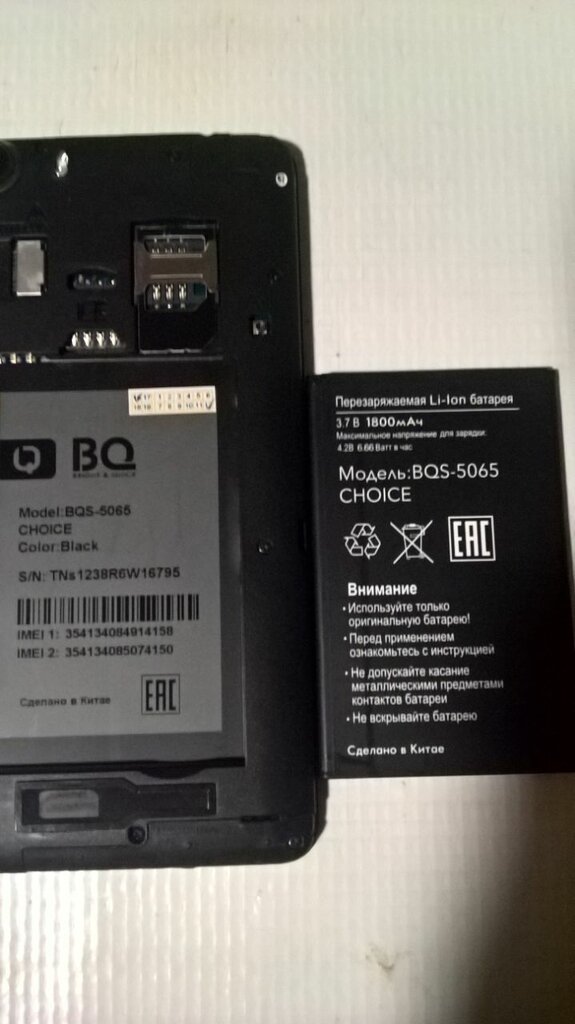 BQ
BRIGHT & QUICK
Model:BQS-5065
CHOICE
Color:Black
S/N: TNs1238R6W16795
IMEI 1: 354134084914158
IMEI 2: 354134085074150
Сделано в Китае
EAC
Перезаряжаемая Li-Ion батарея
3.7 В 1800мАч
Максимальное напряжение для зарядки:
4.2В 6.66 Ватт в час
Модель:BQS-5065
CHOICE
EAC
Внимание
• Используйте только
оригинальную батарею!
• Перед применением
ознакомьтесь с инструкцией
• Не допускайте касание
металлическими предметами
контактов батареи
• Не вскрывайте батарею
Сделано в Китае